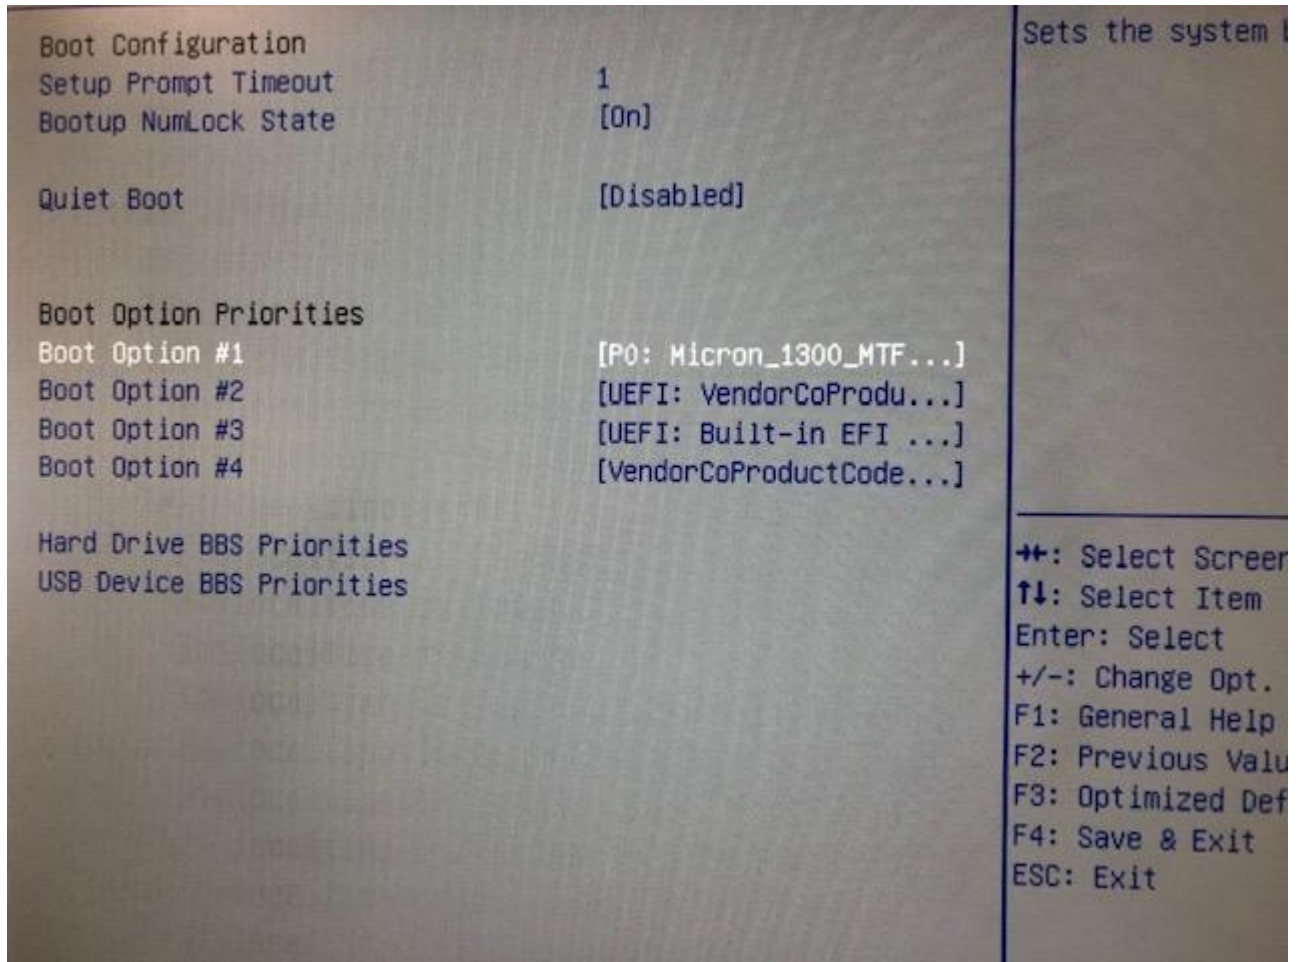 Boot Configuration
Setup Prompt Timeout 1
Bootup NumLock State [On]
Quiet Boot [Disabled]
Boot Option Priorities
Boot Option #1 [P0: Micron_1300_MTF...]
Boot Option #2 [UEFI: VendorCoProdu...]
Boot Option #3 [UEFI: Built-in EFI ...]
Boot Option #4 [VendorCoProductCode...]
Hard Drive BBS Priorities
USB Device BBS Priorities
Sets the system
→←: Select Screen
↑↓: Select Item
Enter: Select
+/-: Change Opt.
F1: General Help
F2: Previous Valu
F3: Optimized Def
F4: Save & Exit
ESC: Exit